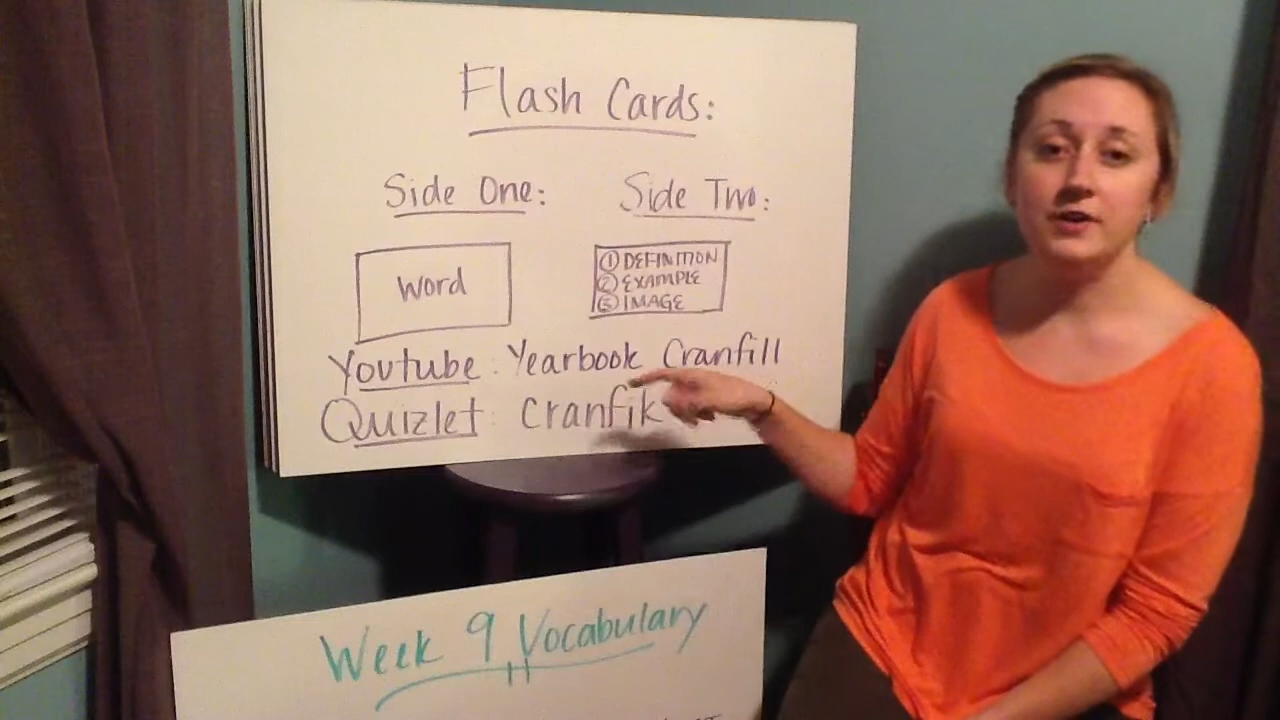 Flash Cards:
Side One: Side Two:
Word
① DEFINITION
② EXAMPLE
③ IMAGE
Youtube: Yearbook Cranfill
Quizlet: 
Week 9 Vocabulary